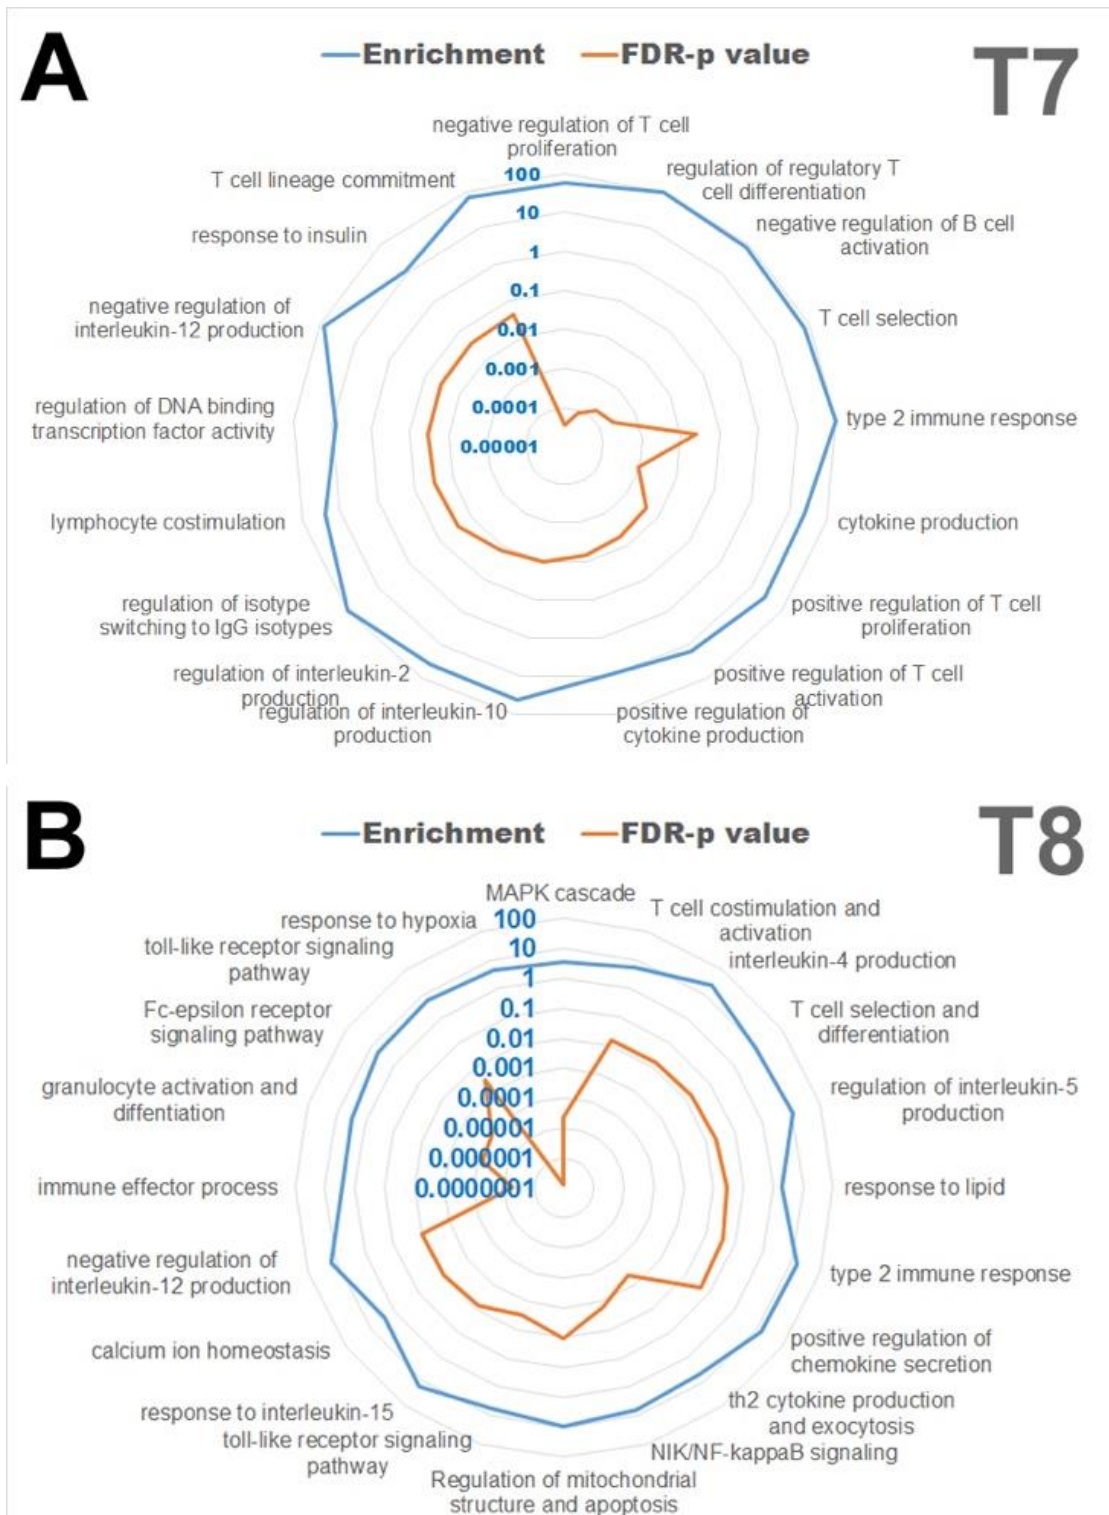 A
Enrichment FDR-p value
T7
negative regulation of T cell
proliferation
regulation of regulatory T
cell differentiation
negative regulation of B cell
activation
T cell selection
type 2 immune response
cytokine production
positive regulation of T cell
proliferation
positive regulation of T cell
activation
positive regulation of
cytokine production
regulation of interleukin-10
production
regulation of interleukin-2
production
regulation of isotype
switching to IgG isotypes
lymphocyte costimulation
regulation of DNA binding
transcription factor activity
negative regulation of
interleukin-12 production
response to insulin
T cell lineage commitment
100
10
1
0.1
0.01
0.001
0.0001
0.00001
B
Enrichment FDR-p value
T8
MAPK cascade
T cell costimulation and
activation
interleukin-4 production
T cell selection and
differentiation
regulation of interleukin-5
production
response to lipid
type 2 immune response
positive regulation of
chemokine secretion
th2 cytokine production
and exocytosis
NIK/NF-kappaB signaling
Regulation of mitochondrial
structure and apoptosis
toll-like receptor signaling
pathway
response to interleukin-15
calcium ion homeostasis
negative regulation of
interleukin-12 production
immune effector process
granulocyte activation and
diffentiation
Fc-epsilon receptor
signaling pathway
toll-like receptor signaling
pathway
response to hypoxia
100
10
1
0.1
0.01
0.001
0.0001
0.00001
0.000001
0.0000001